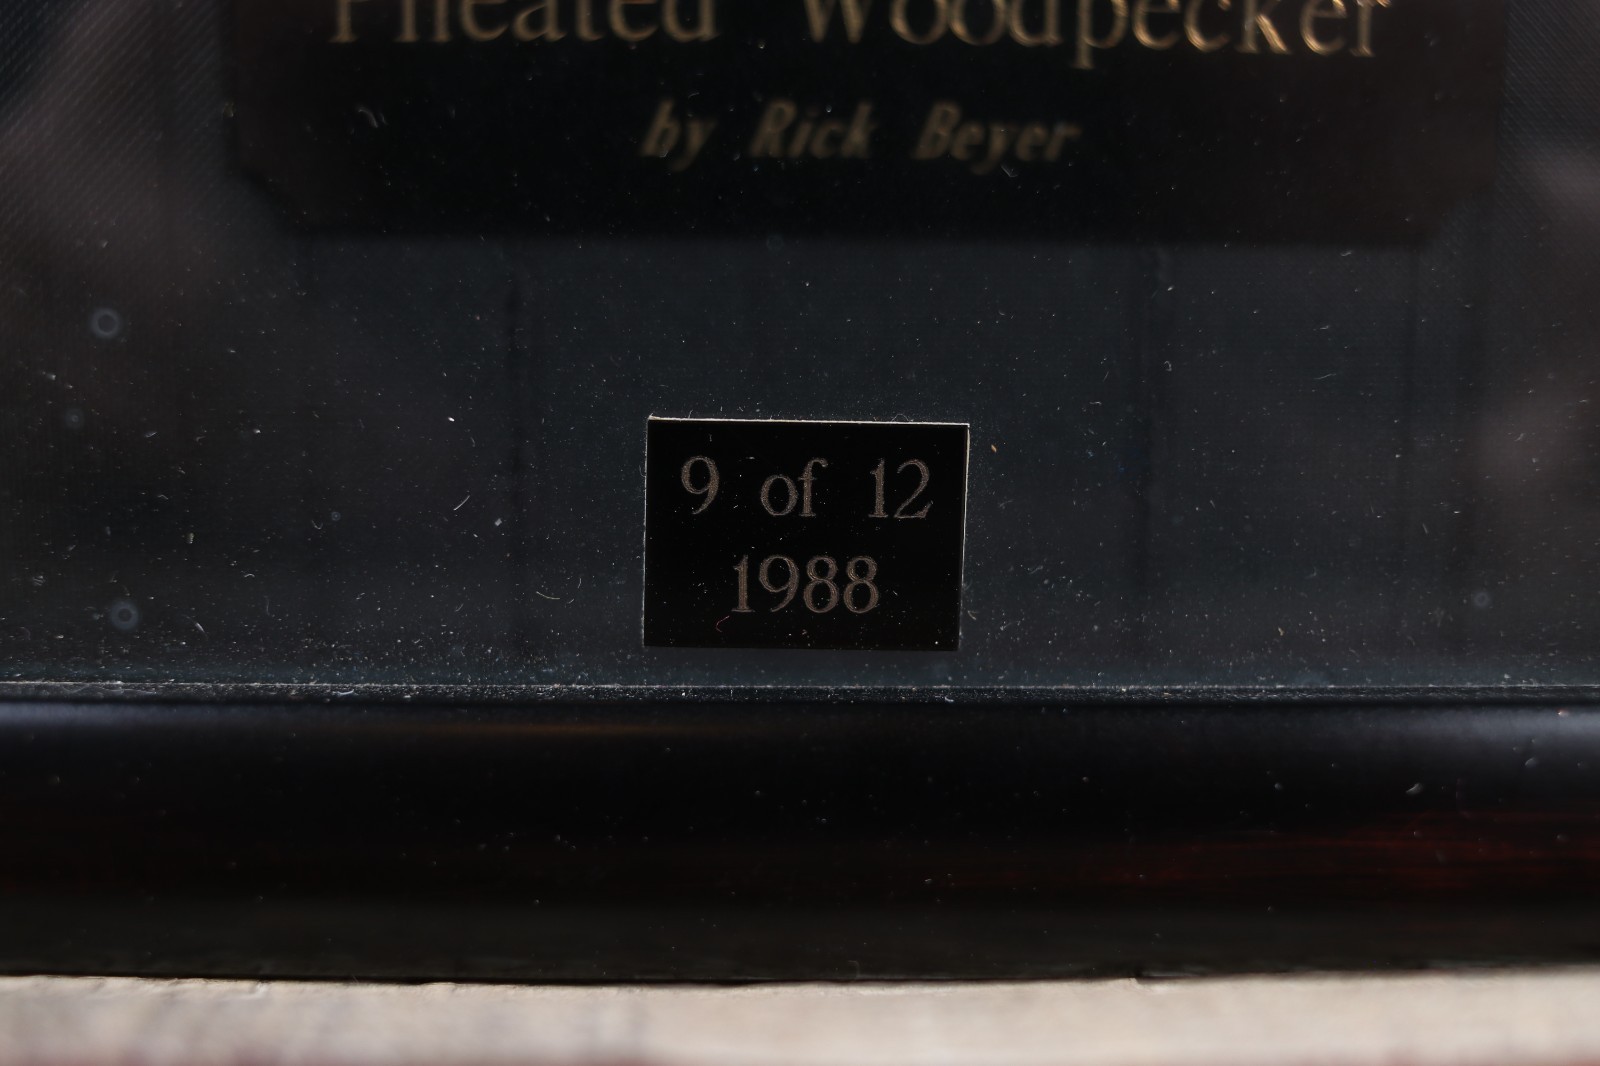 Pileated Woodpecker
by Rick Beyer
9 of 12
1988